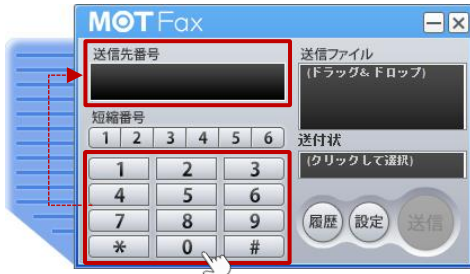 MOT Fax
送信先番号
送信ファイル
(ドラッグ& ドロップ)
短縮番号
1 2 3 4 5 6
送付状
(クリックして選択)
1 2 3
4 5 6
7 8 9
* 0 #
履歴 設定 送信